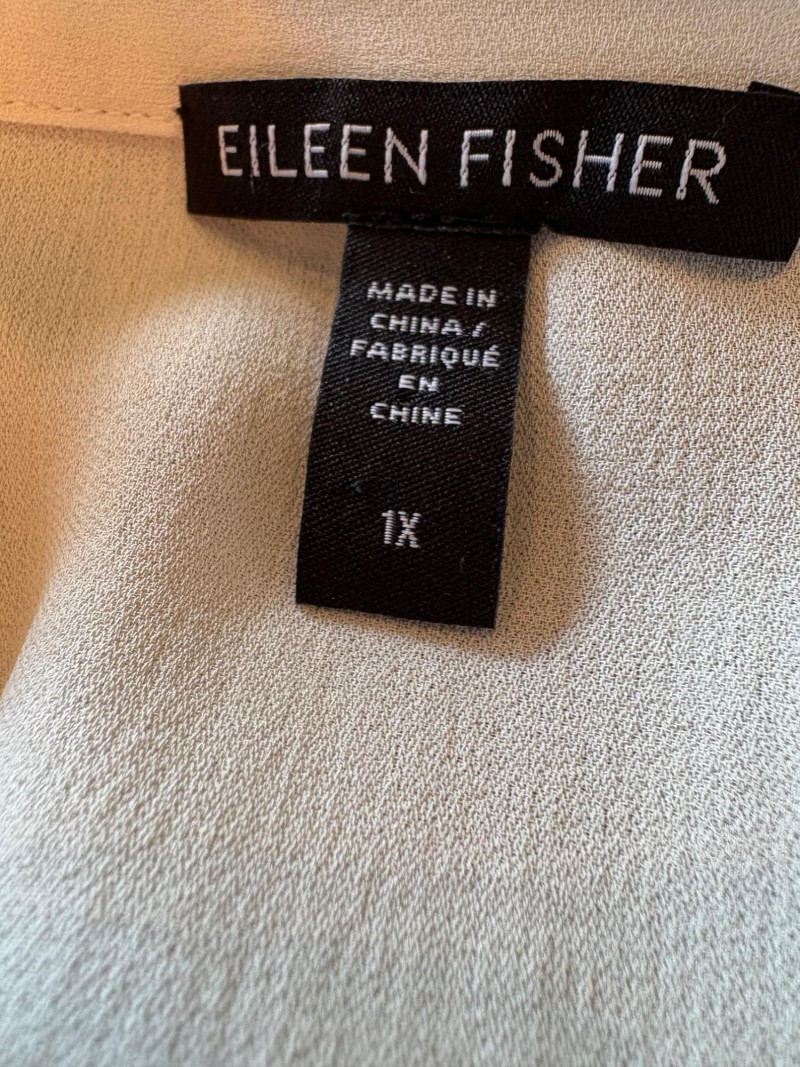 EILEEN FISHER
MADE IN
CHINA /
FABRIQUÉ
EN
CHINE
1X